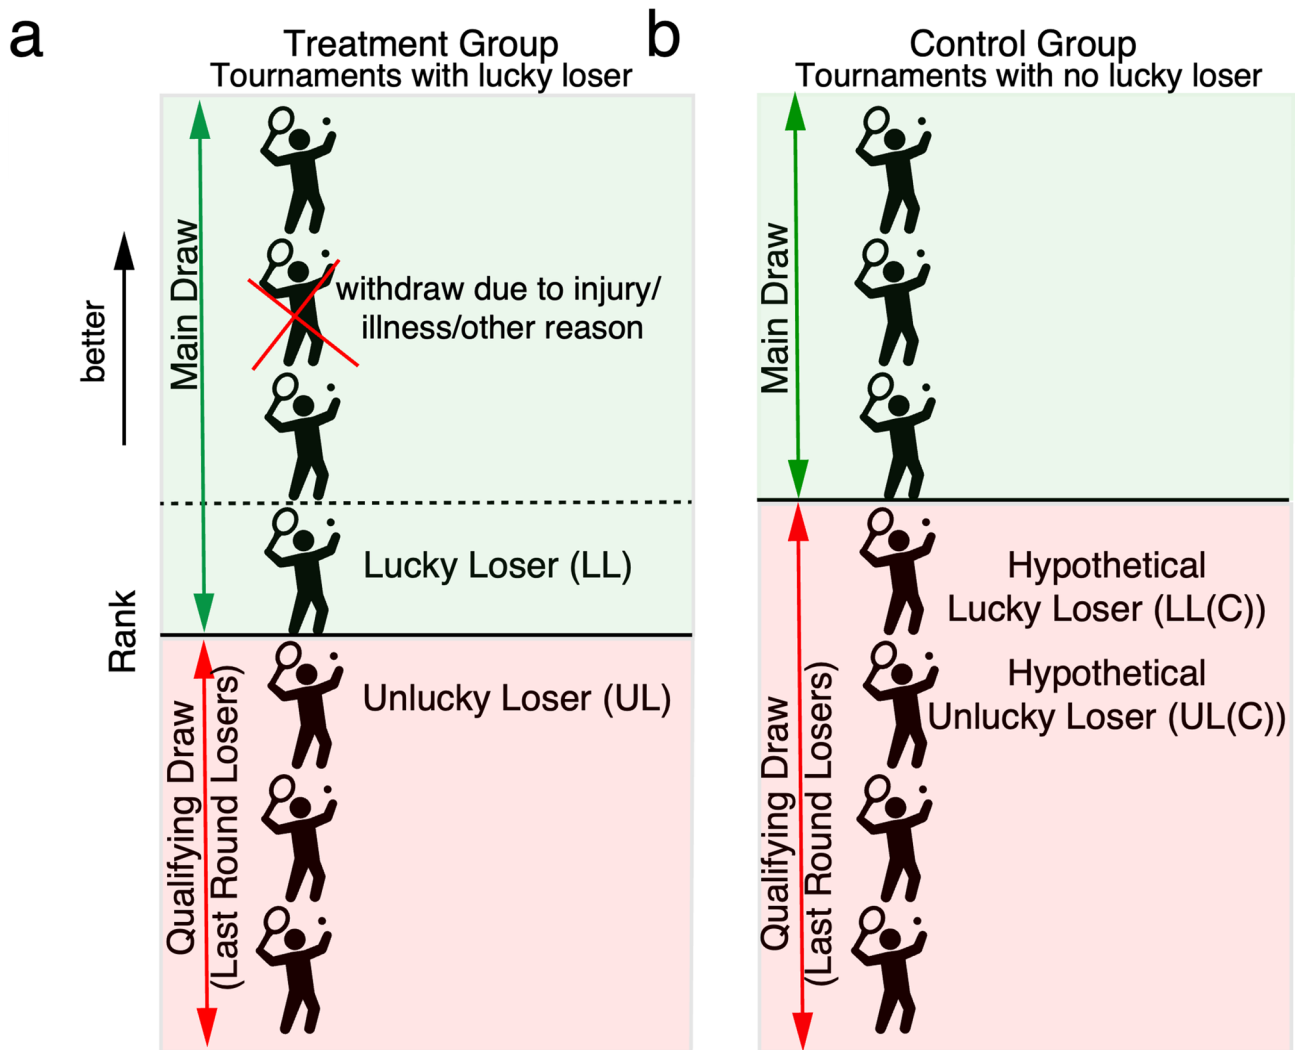 a
Treatment Group
Tournaments with lucky loser
better
Rank
Main Draw
withdraw due to injury/
illness/other reason
Lucky Loser (LL)
Unlucky Loser (UL)
Qualifying Draw
(Last Round Losers)
b
Control Group
Tournaments with no lucky loser
Main Draw
Hypothetical
Lucky Loser (LL(C))
Hypothetical
Unlucky Loser (UL(C))
Qualifying Draw
(Last Round Losers)